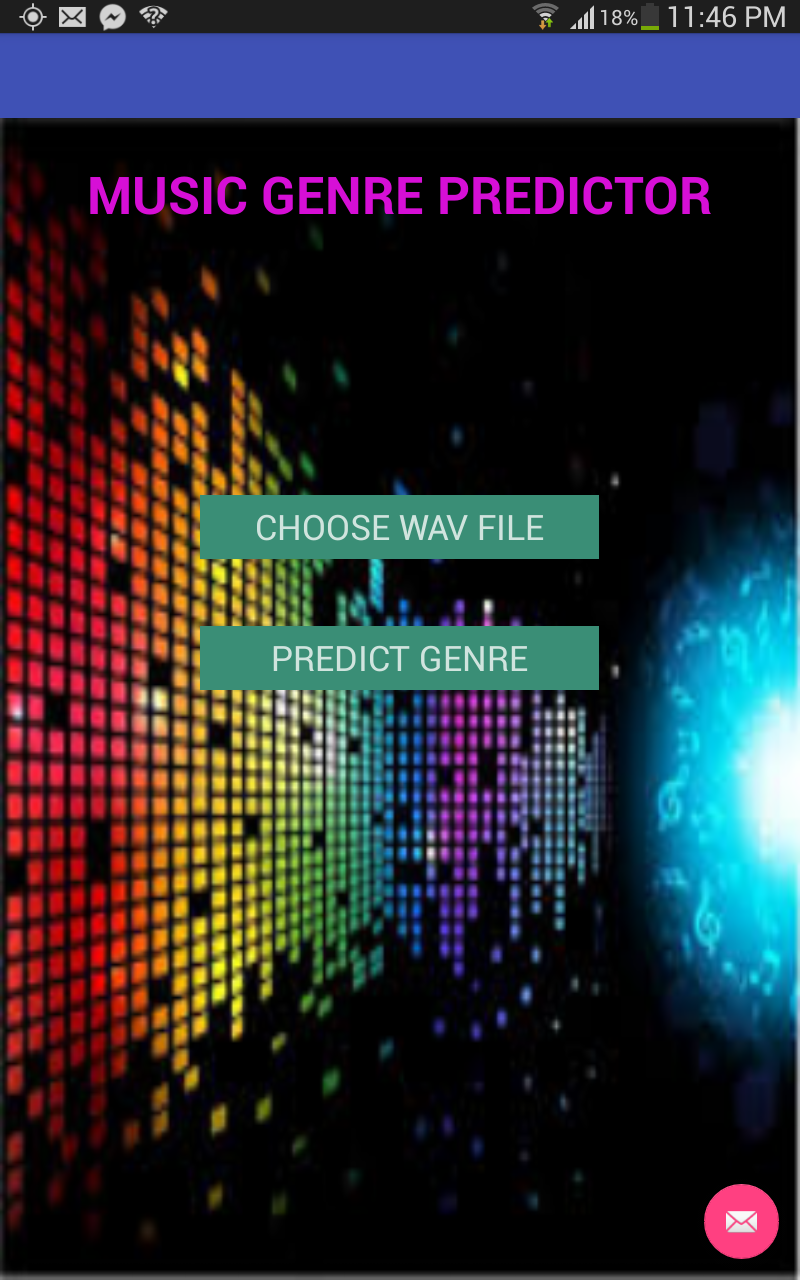 18% 11:46 PM
MUSIC GENRE PREDICTOR
CHOOSE WAV FILE
PREDICT GENRE